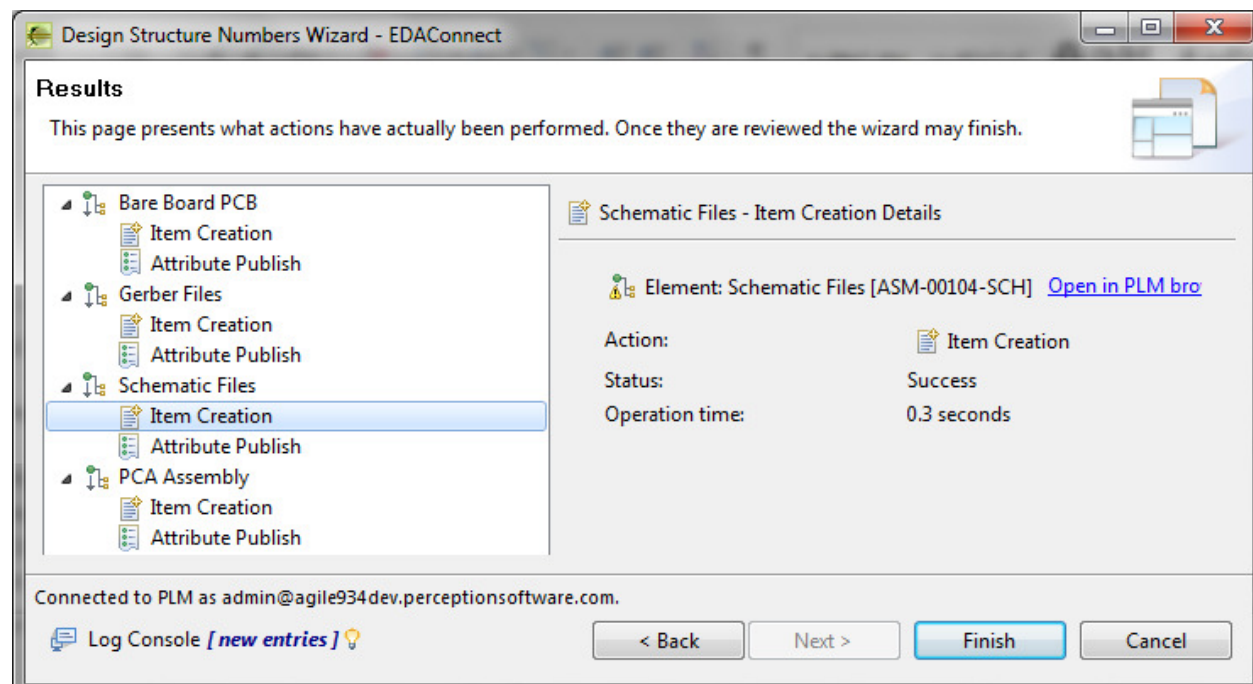 Design Structure Numbers Wizard - EDAConnect
Results
This page presents what actions have actually been performed. Once they are reviewed the wizard may finish.
Bare Board PCB
Item Creation
Attribute Publish
Gerber Files
Item Creation
Attribute Publish
Schematic Files
Item Creation
Attribute Publish
PCA Assembly
Item Creation
Attribute Publish
Schematic Files - Item Creation Details
Element: Schematic Files [ASM-00104-SCH] Open in PLM bro
Action: Item Creation
Status: Success
Operation time: 0.3 seconds
Connected to PLM as admin@agile934dev.perceptionsoftware.com.
Log Console [ new entries ]
< Back Next > Finish Cancel